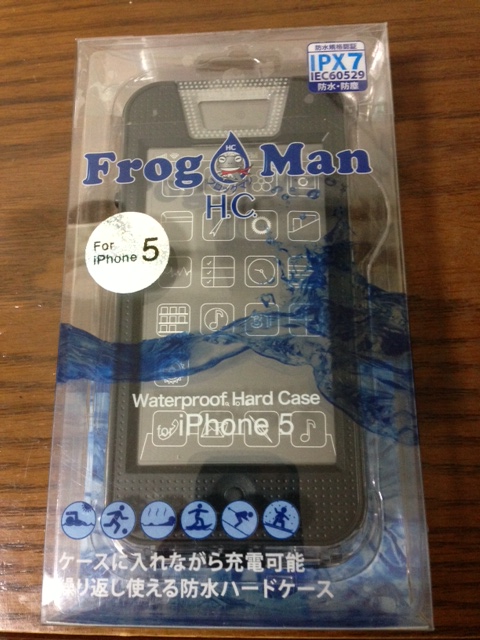 防水規格認証
IPX7
IEC60529
防水・防塵
HC
Frog Man
H.C.
For
iPhone 5
Waterproof Hard Case
for iPhone 5
ケースに入れながら充電可能
繰り返し使える防水ハードケース